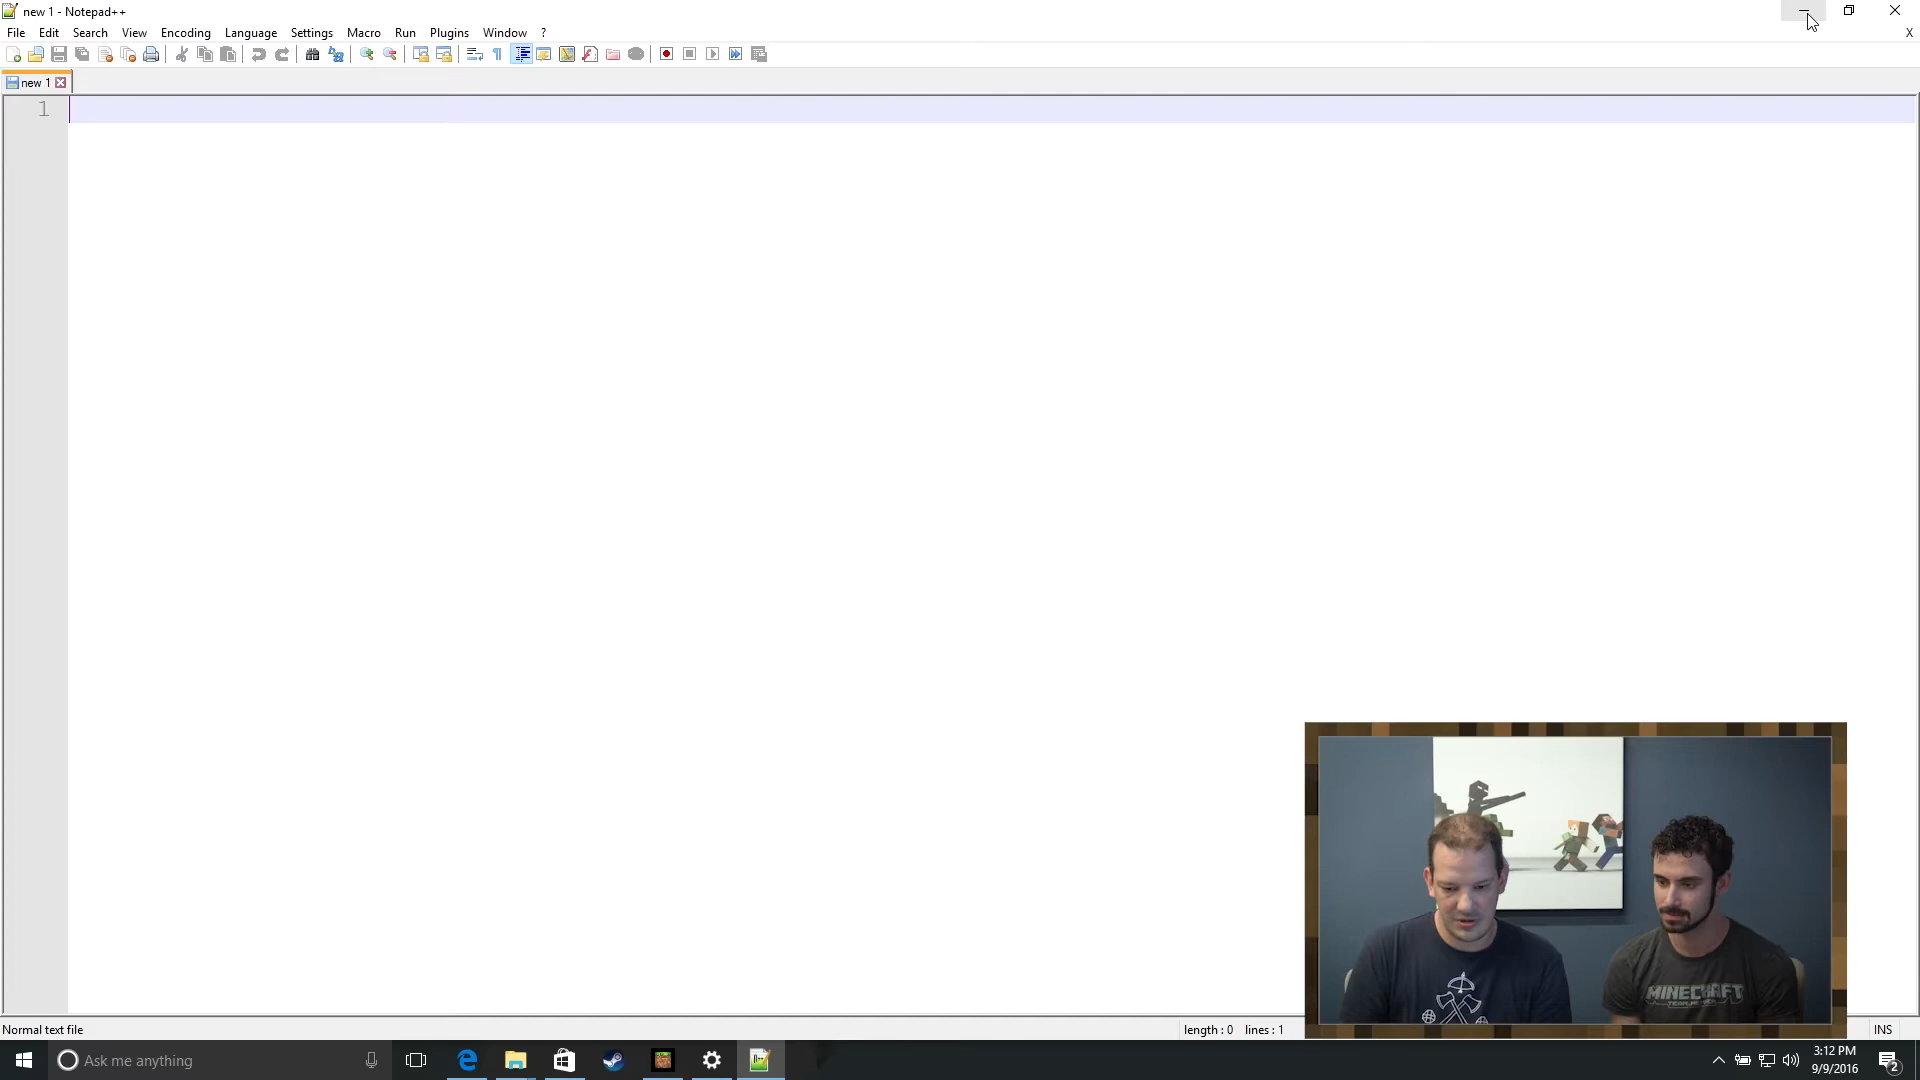 new 1 - Notepad++
File Edit Search View Encoding Language Settings Macro Run Plugins Window ?
X
new 1
1
MINECRAFT
Normal text file
length : 0 lines : 1
INS
Ask me anything
3:12 PM
9/9/2016
2